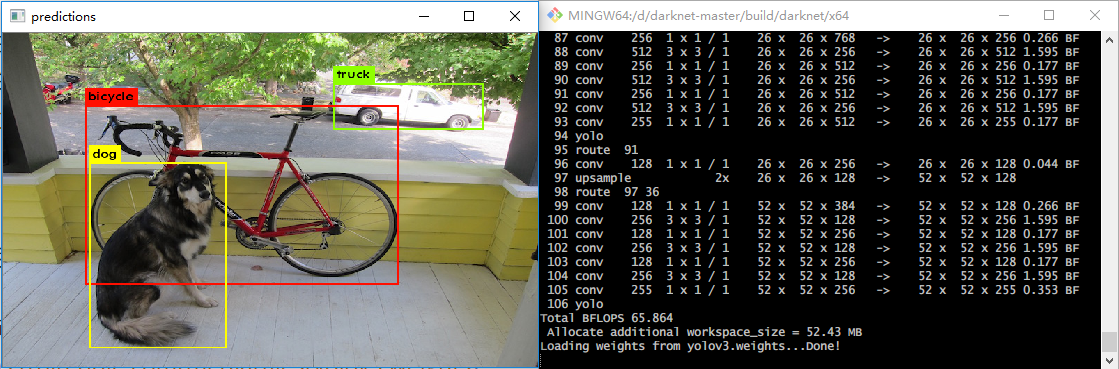 predictions
truck
bicycle
dog
MINGW64:/d/darknet-master/build/darknet/x64
87 conv 256 1 x 1 / 1 26 x 26 x 768 -> 26 x 26 x 256 0.266 BF
88 conv 512 3 x 3 / 1 26 x 26 x 256 -> 26 x 26 x 512 1.595 BF
89 conv 256 1 x 1 / 1 26 x 26 x 512 -> 26 x 26 x 256 0.177 BF
90 conv 512 3 x 3 / 1 26 x 26 x 256 -> 26 x 26 x 512 1.595 BF
91 conv 256 1 x 1 / 1 26 x 26 x 512 -> 26 x 26 x 256 0.177 BF
92 conv 512 3 x 3 / 1 26 x 26 x 256 -> 26 x 26 x 512 1.595 BF
93 conv 255 1 x 1 / 1 26 x 26 x 512 -> 26 x 26 x 255 0.177 BF
94 yolo
95 route 91
96 conv 128 1 x 1 / 1 26 x 26 x 256 -> 26 x 26 x 128 0.044 BF
97 upsample 2x 26 x 26 x 128 -> 52 x 52 x 128
98 route 97 36
99 conv 128 1 x 1 / 1 52 x 52 x 384 -> 52 x 52 x 128 0.266 BF
100 conv 256 3 x 3 / 1 52 x 52 x 128 -> 52 x 52 x 256 1.595 BF
101 conv 128 1 x 1 / 1 52 x 52 x 256 -> 52 x 52 x 128 0.177 BF
102 conv 256 3 x 3 / 1 52 x 52 x 128 -> 52 x 52 x 256 1.595 BF
103 conv 128 1 x 1 / 1 52 x 52 x 256 -> 52 x 52 x 128 0.177 BF
104 conv 256 3 x 3 / 1 52 x 52 x 128 -> 52 x 52 x 256 1.595 BF
105 conv 255 1 x 1 / 1 52 x 52 x 256 -> 52 x 52 x 255 0.353 BF
106 yolo
Total BFLOPS 65.864
Allocate additional workspace_size = 52.43 MB
Loading weights from yolov3.weights...Done!